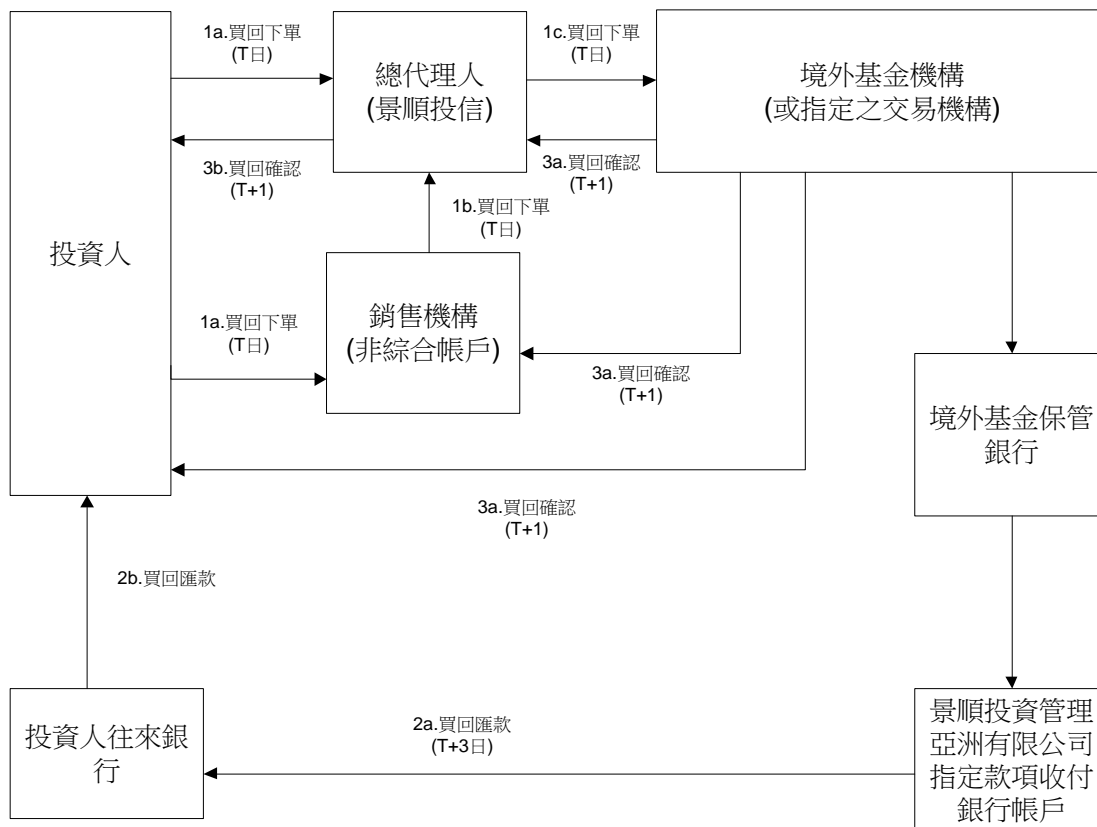 1a.買回下單
(T日)
1c.買回下單
(T日)
總代理人
(景順投信)
境外基金機構
(或指定之交易機構)
3b.買回確認
(T+1)
3a.買回確認
(T+1)
1b.買回下單
(T日)
投資人
銷售機構
(非綜合帳戶)
1a.買回下單
(T日)
3a.買回確認
(T+1)
境外基金保管
銀行
3a.買回確認
(T+1)
2b.買回匯款
投資人往來銀
行
2a.買回匯款
(T+3日)
景順投資管理
亞洲有限公司
指定款項收付
銀行帳戶